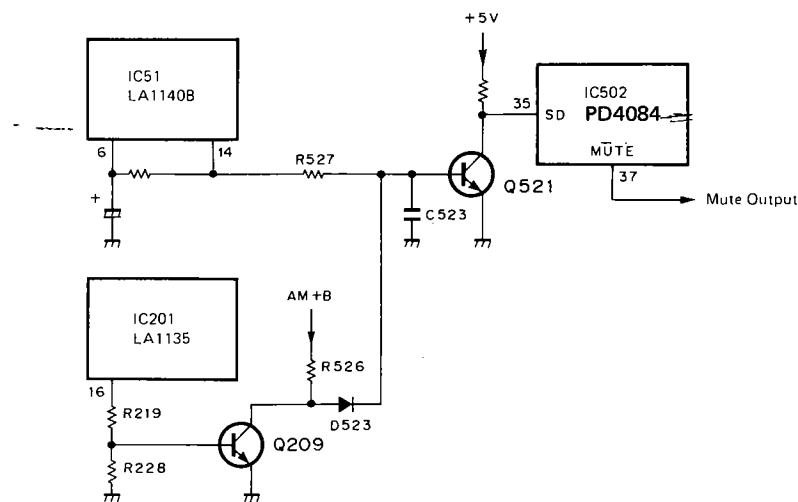 +5V
IC51
LA1140B
6
14
IC502
PD4084
35
SD
MUTE
37
Mute Output
R527
Q521
C523
+
IC201
LA1135
AM+B
16
R526
R219
D523
Q209
R228